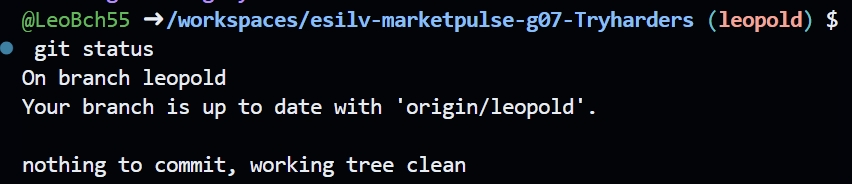 @LeoBch55 ➜/workspaces/esilv-marketpulse-g07-Tryharders (leopold) $
git status
On branch leopold
Your branch is up to date with 'origin/leopold'.
nothing to commit, working tree clean